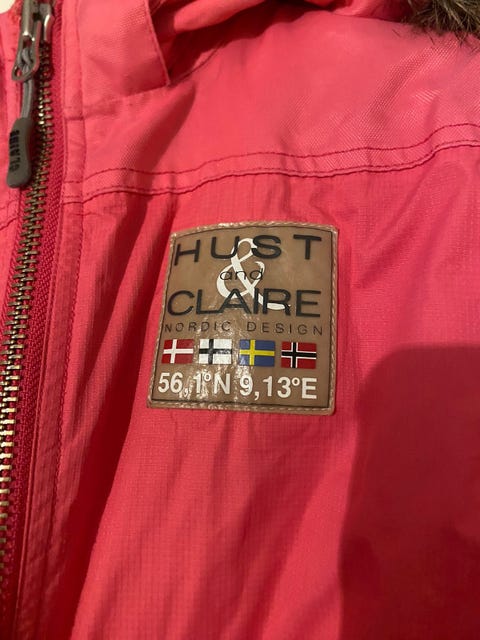 HUST
and
&
CLAIRE
NORDIC DESIGN
56,1°N 9,13°E